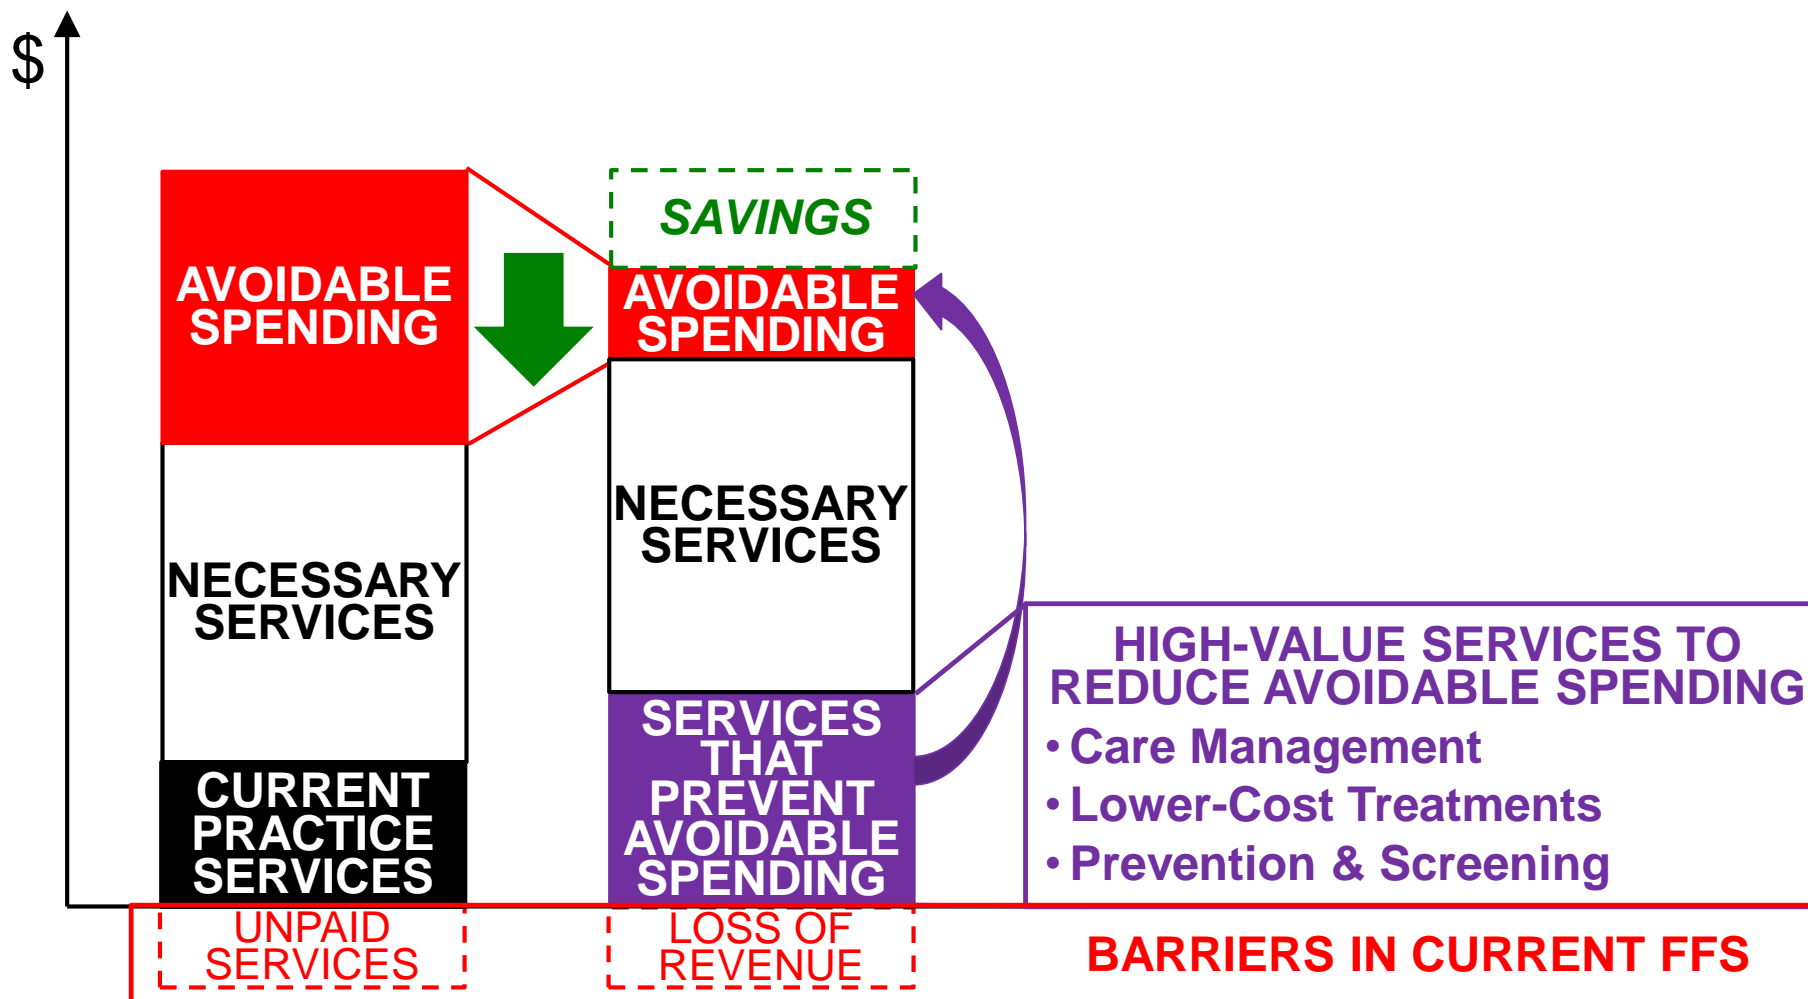 $
AVOIDABLE
SPENDING
NECESSARY
SERVICES
CURRENT
PRACTICE
SERVICES
UNPAID
SERVICES
SAVINGS
AVOIDABLE
SPENDING
NECESSARY
SERVICES
SERVICES
THAT
PREVENT
AVOIDABLE
SPENDING
LOSS OF
REVENUE
HIGH-VALUE SERVICES TO
REDUCE AVOIDABLE SPENDING
• Care Management
• Lower-Cost Treatments
• Prevention & Screening
BARRIERS IN CURRENT FFS